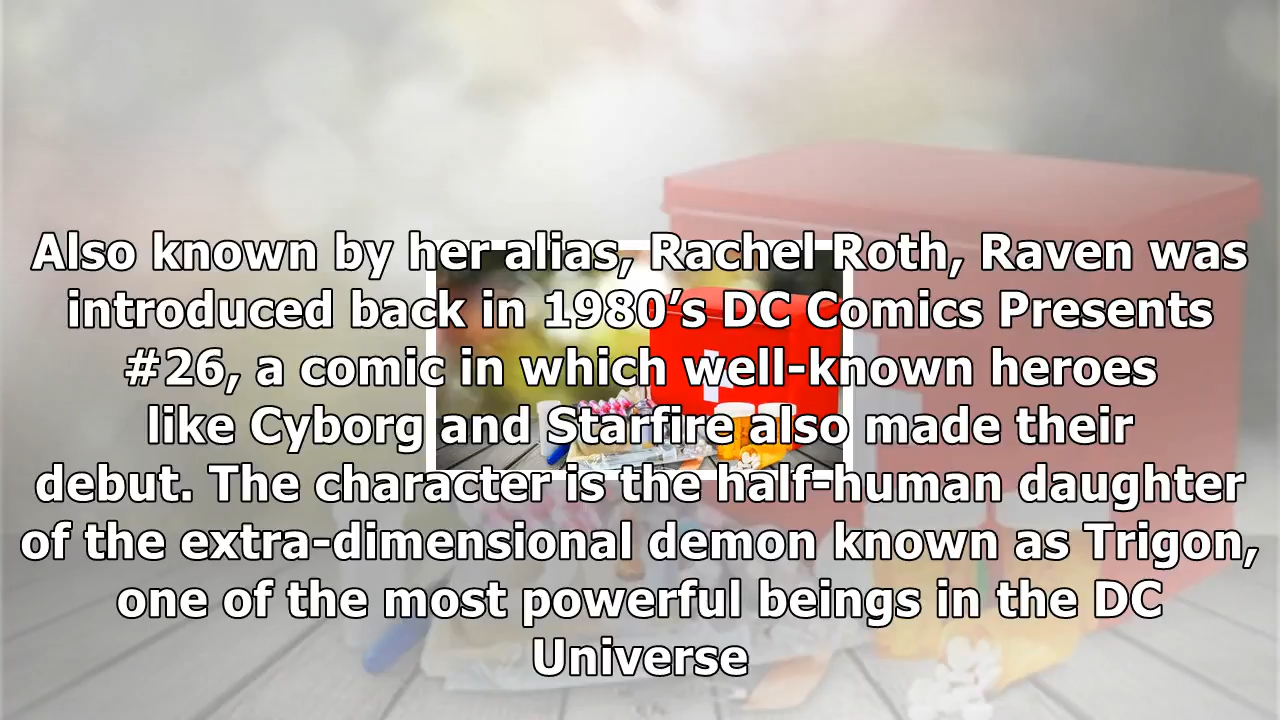 Also known by her alias, Rachel Roth, Raven was
introduced back in 1980’s DC Comics Presents
#26, a comic in which well-known heroes
like Cyborg and Starfire also made their
debut. The character is the half-human daughter
of the extra-dimensional demon known as Trigon,
one of the most powerful beings in the DC
Universe